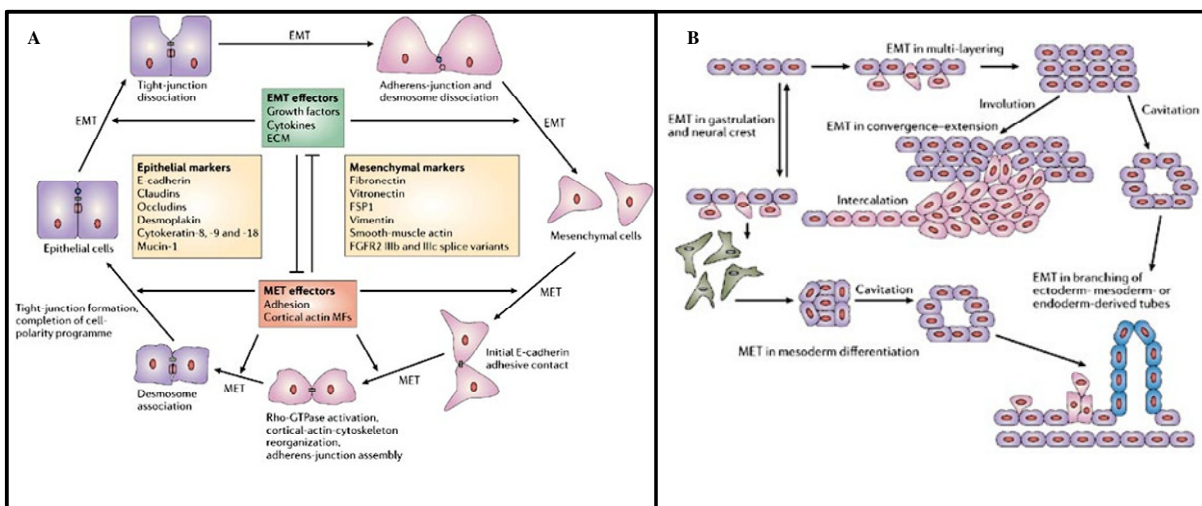 A
EMT
Tight-junction
dissociation
Adherens-junction and
desmosome dissociation
EMT
EMT effectors
Growth factors
Cytokines
ECM
EMT
Epithelial markers
E-cadherin
Claudins
Occludins
Desmoplakin
Cytokeratin-8, -9 and -18
Mucin-1
Mesenchymal markers
Fibronectin
Vitronectin
FSP1
Vimentin
Smooth-muscle actin
FGFR2 IIIb and IIIc splice variants
Epithelial cells
Mesenchymal cells
MET effectors
Adhesion
Cortical actin MFs
MET
Tight-junction formation,
completion of cell-
polarity programme
Initial E-cadherin
adhesive contact
MET
MET
Desmosome
association
Rho-GTPase activation,
cortical-actin-cytoskeleton
reorganization,
adherens-junction assembly
B
EMT in multi-layering
Involution
Cavitation
EMT in gastrulation
and neural crest
EMT in convergence–extension
Intercalation
EMT in branching of
ectoderm- mesoderm- or
endoderm-derived tubes
Cavitation
MET in mesoderm differentiation